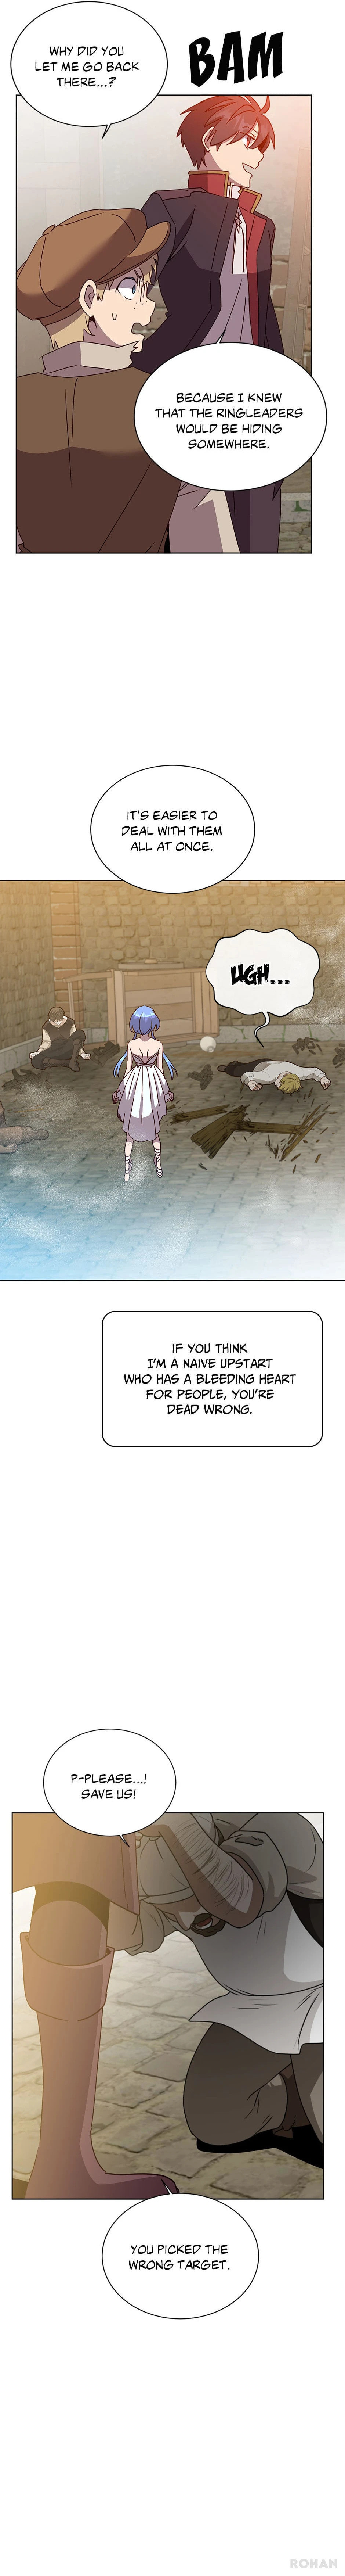 WHY DID YOU
LET ME GO BACK
THERE...?
BAM
BECAUSE I KNEW
THAT THE RINGLEADERS
WOULD BE HIDING
SOMEWHERE.
IT'S EASIER TO
DEAL WITH THEM
ALL AT ONCE.
UGH...
IF YOU THINK
I'M A NAIVE UPSTART
WHO HAS A BLEEDING HEART
FOR PEOPLE, YOU'RE
DEAD WRONG.
P-PLEASE...!
SAVE US!
YOU PICKED THE
WRONG TARGET.
ROHAN